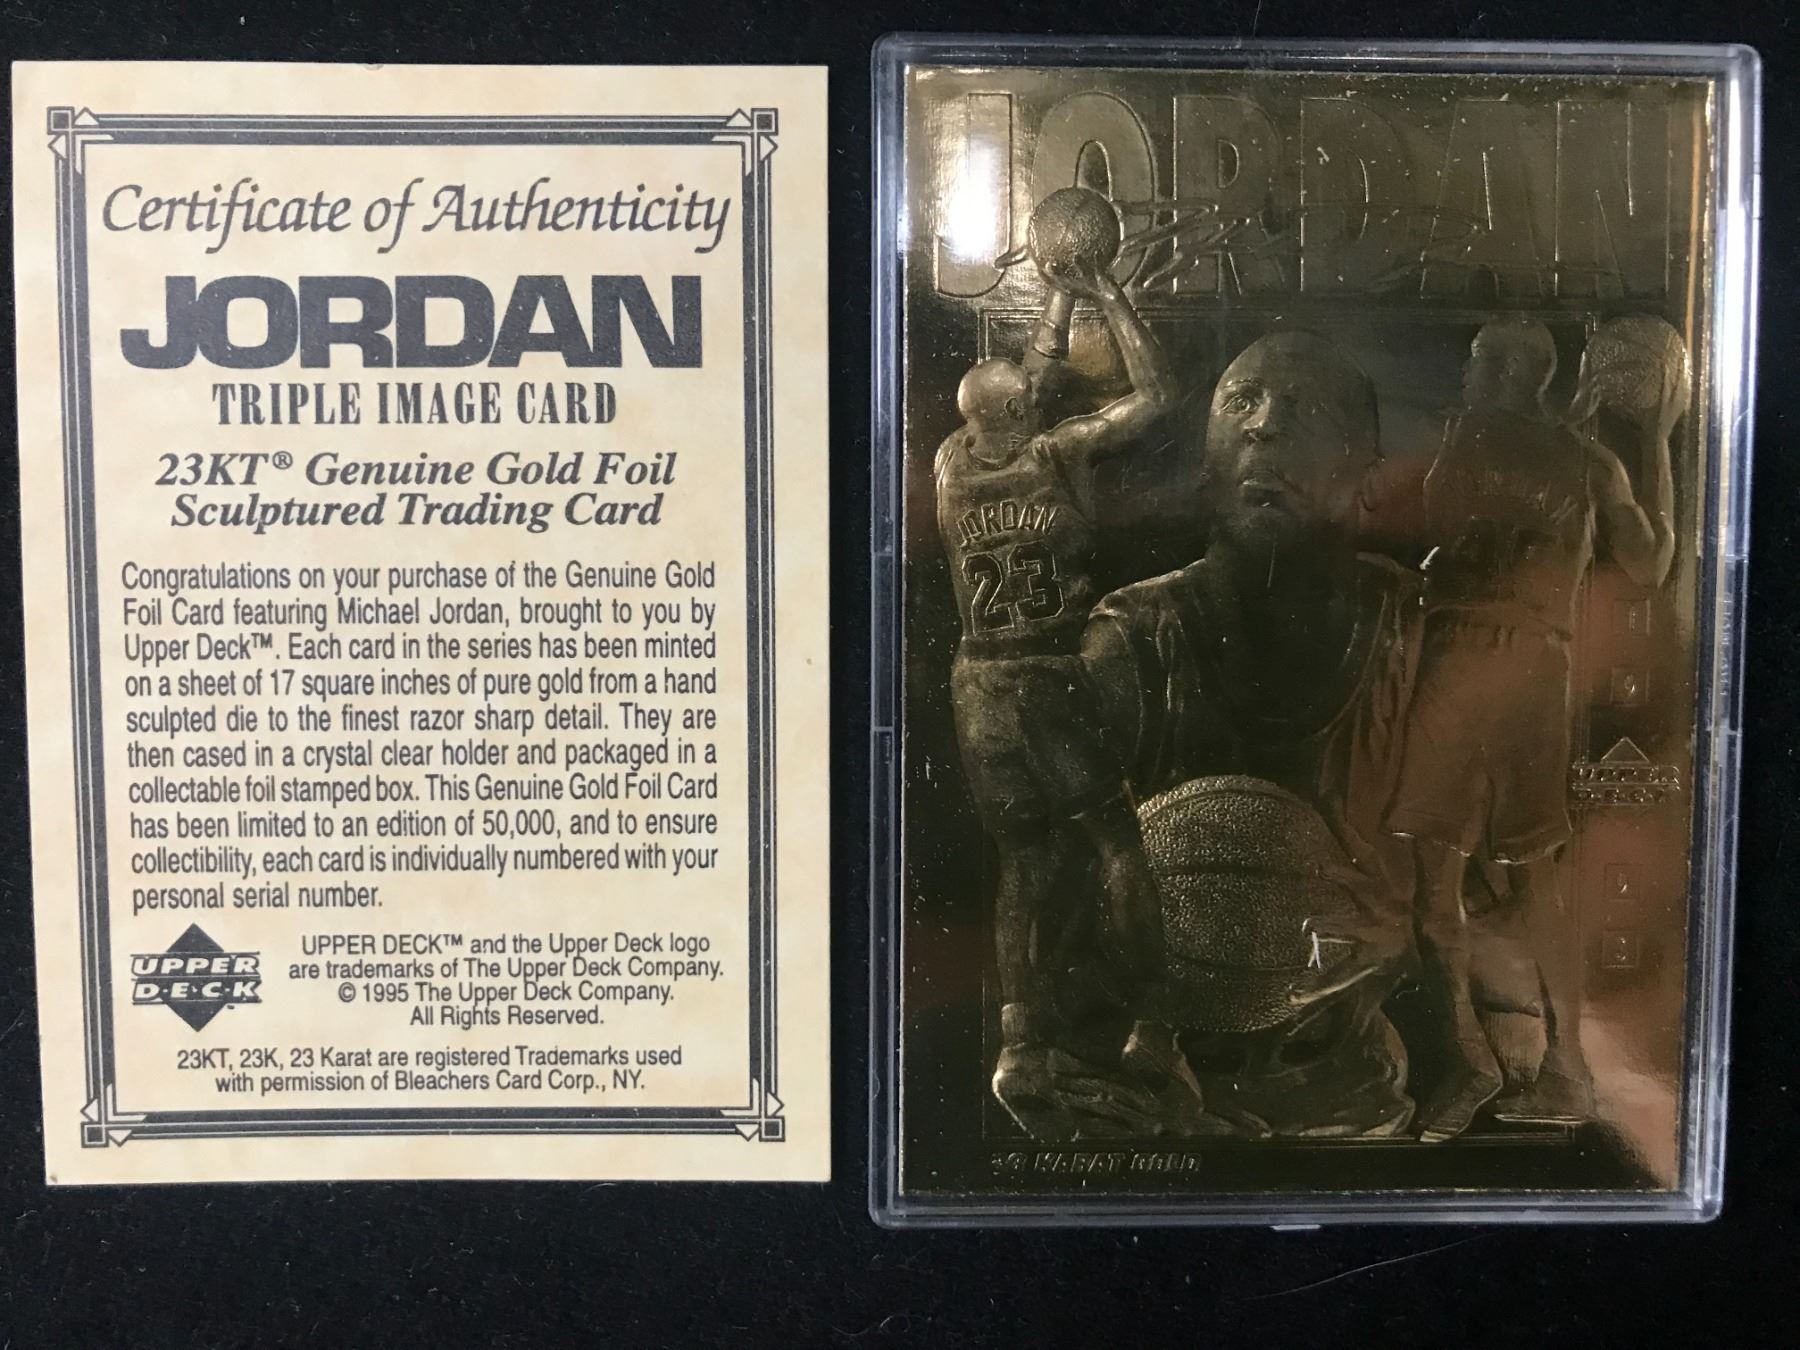 Certificate of Authenticity
JORDAN
TRIPLE IMAGE CARD
23KT® Genuine Gold Foil
Sculptured Trading Card
Congratulations on your purchase of the Genuine Gold
Foil Card featuring Michael Jordan, brought to you by
Upper Deck™. Each card in the series has been minted
on a sheet of 17 square inches of pure gold from a hand
sculpted die to the finest razor sharp detail. They are
then cased in a crystal clear holder and packaged in a
collectable foil stamped box. This Genuine Gold Foil Card
has been limited to an edition of 50,000, and to ensure
collectibility, each card is individually numbered with your
personal serial number.
UPPER
D·E·C·K
UPPER DECK™ and the Upper Deck logo
are trademarks of The Upper Deck Company.
© 1995 The Upper Deck Company.
All Rights Reserved.
23KT, 23K, 23 Karat are registered Trademarks used
with permission of Bleachers Card Corp., NY.
JORDAN
JORDAN
23
JORDAN
UPPER
D·E·C·K
23 KARAT GOLD